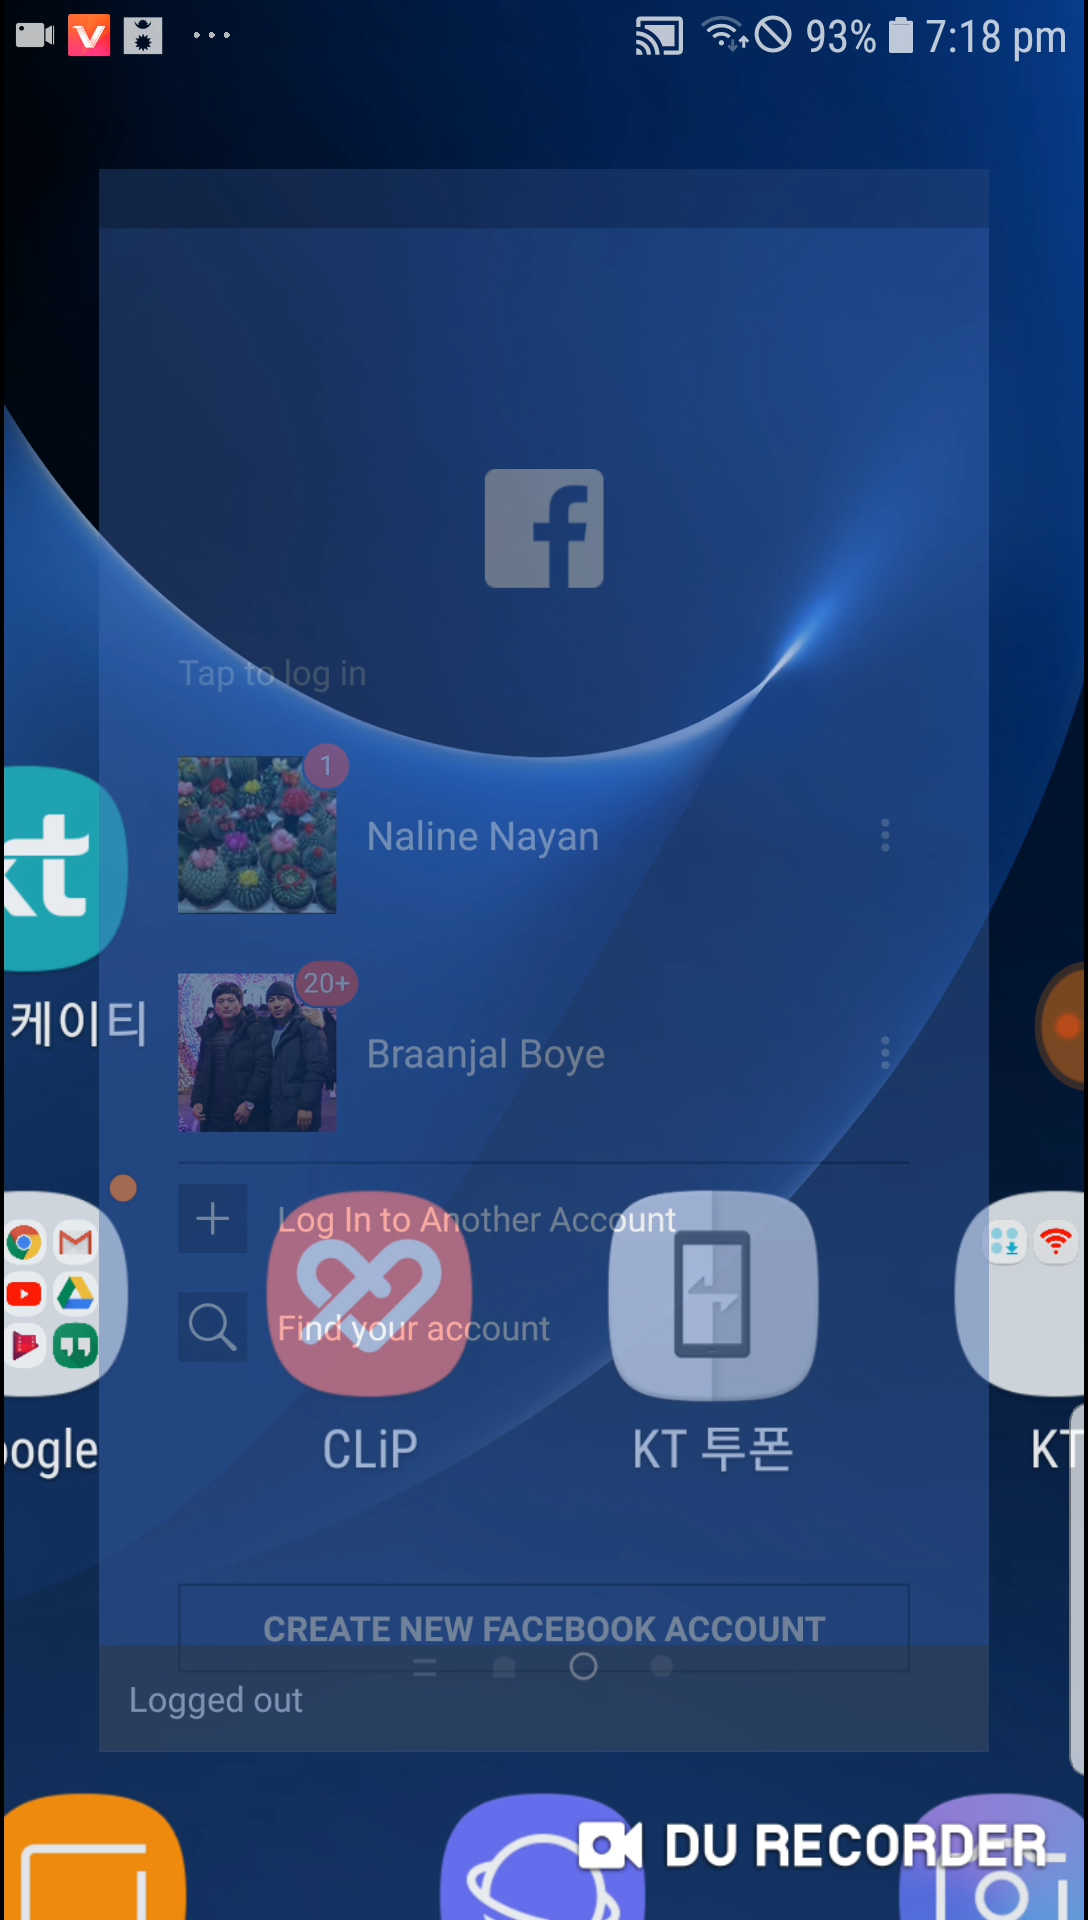 93% 7:18 pm
Tap to log in
1
Naline Nayan
kt
20+
케이티
Braanjal Boye
Log In to Another Account
Find your account
oogle
CLiP
KT 투폰
KT
CREATE NEW FACEBOOK ACCOUNT
Logged out
DU RECORDER